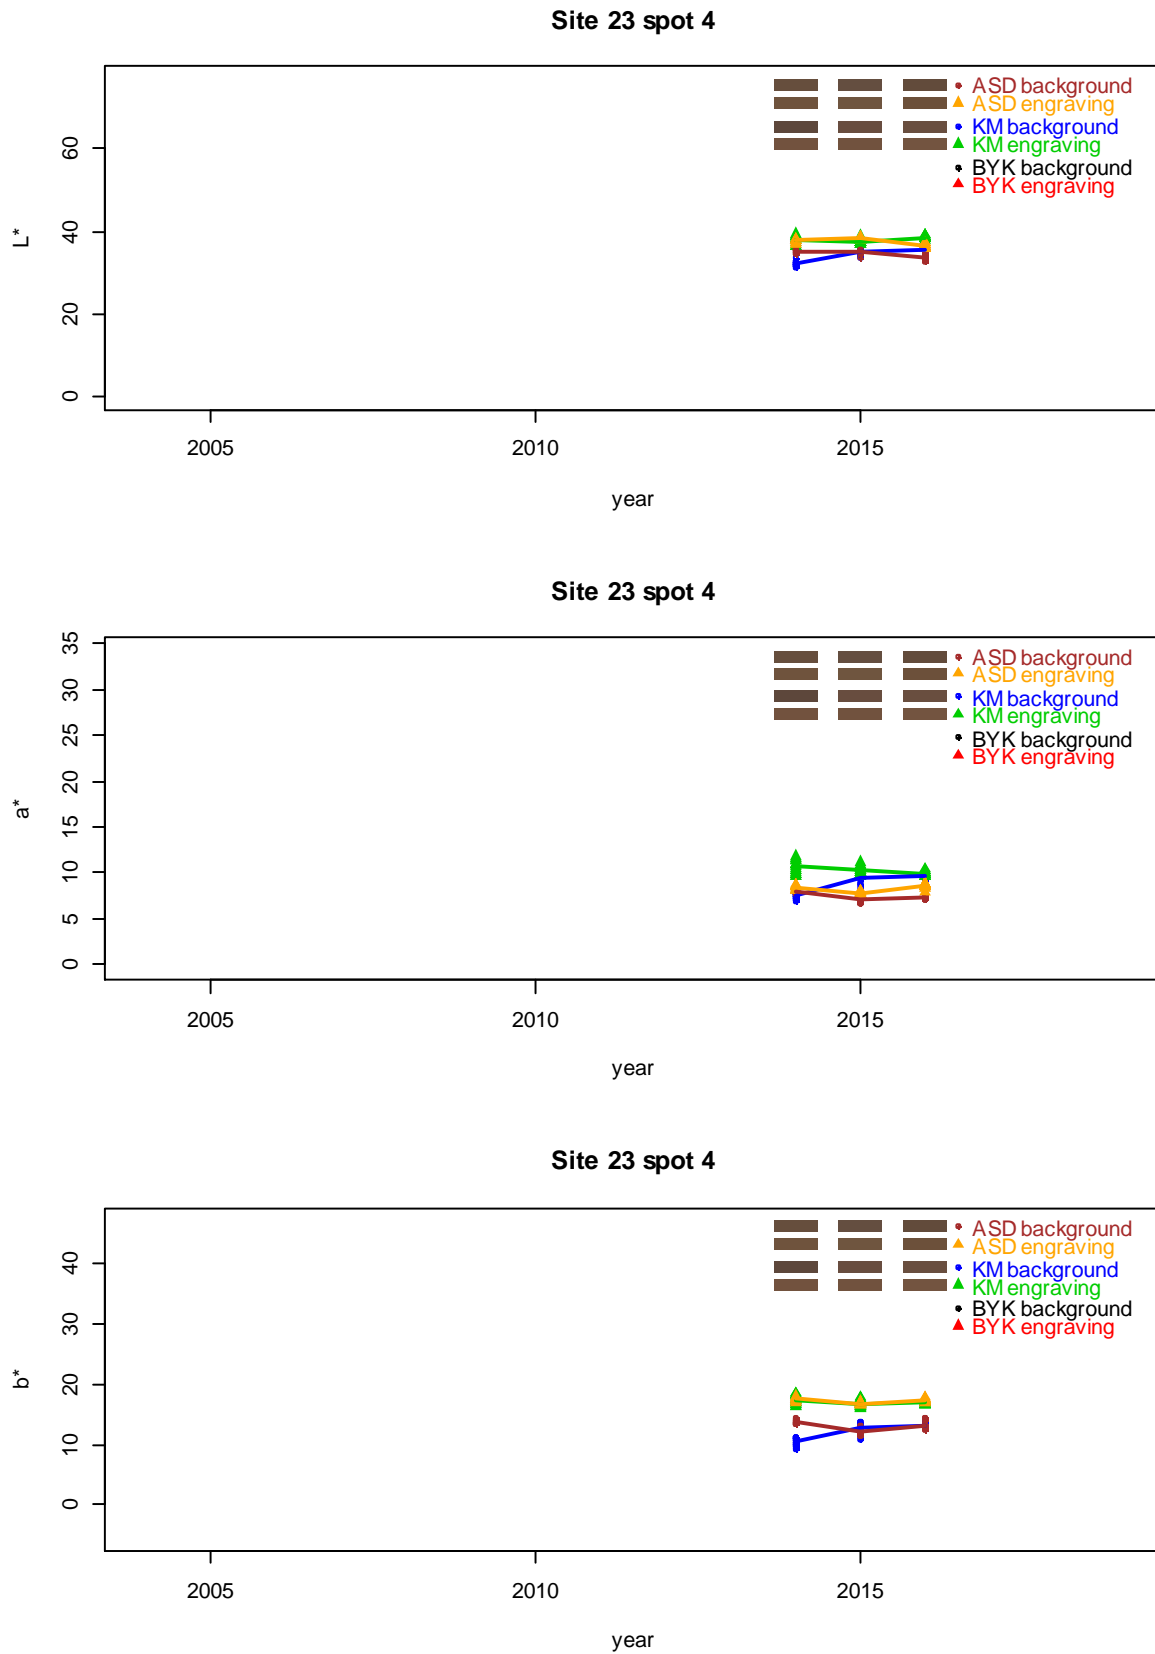 Site 23 spot 4
ASD background
ASD engraving
KM background
KM engraving
BYK background
BYK engraving
60
40
20
0
L*
2005 2010 2015
year
Site 23 spot 4
ASD background
ASD engraving
KM background
KM engraving
BYK background
BYK engraving
35
30
25
20
15
10
5
0
a*
2005 2010 2015
year
Site 23 spot 4
ASD background
ASD engraving
KM background
KM engraving
BYK background
BYK engraving
40
30
20
10
0
b*
2005 2010 2015
year